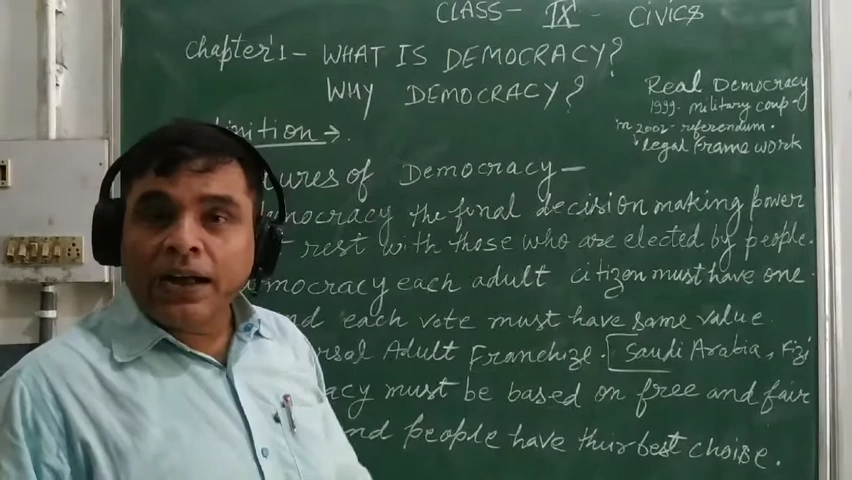 CLASS- IX - CIVICS
Chapter 1 - WHAT IS DEMOCRACY?
WHY DEMOCRACY?
Real Democracy
1999- military coup-
in 2002- referendum.
legal frame work
inition →.
ures of Democracy -
emocracy the final decision making power
t rest with those who are elected by people.
mocracy each adult citizen must have one
nd each vote must have same value
rsal Adult Franchize. Saudi Arabia, Fizi
acy must be based on free and fair
nd people have thir best choise.